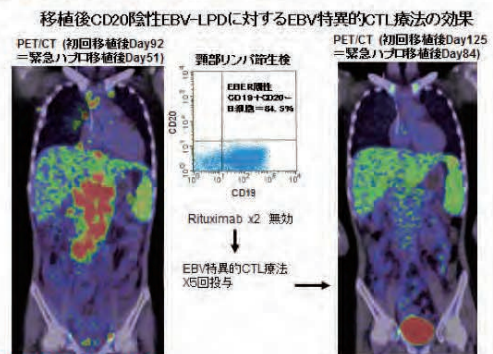 移植後CD20陰性EBV-LPDに対するEBV特異的CTL療法の効果
PET/CT (初回移植後Day92
=緊急ハプロ移植後Day51)
頸部リンパ節生検
EBER陽性
CD19+CD20-
B細胞=84.5%
CD20
CD19
Rituximab x2 無効
EBV特異的CTL療法
X5回投与
PET/CT (初回移植後Day125
=緊急ハプロ移植後Day84)